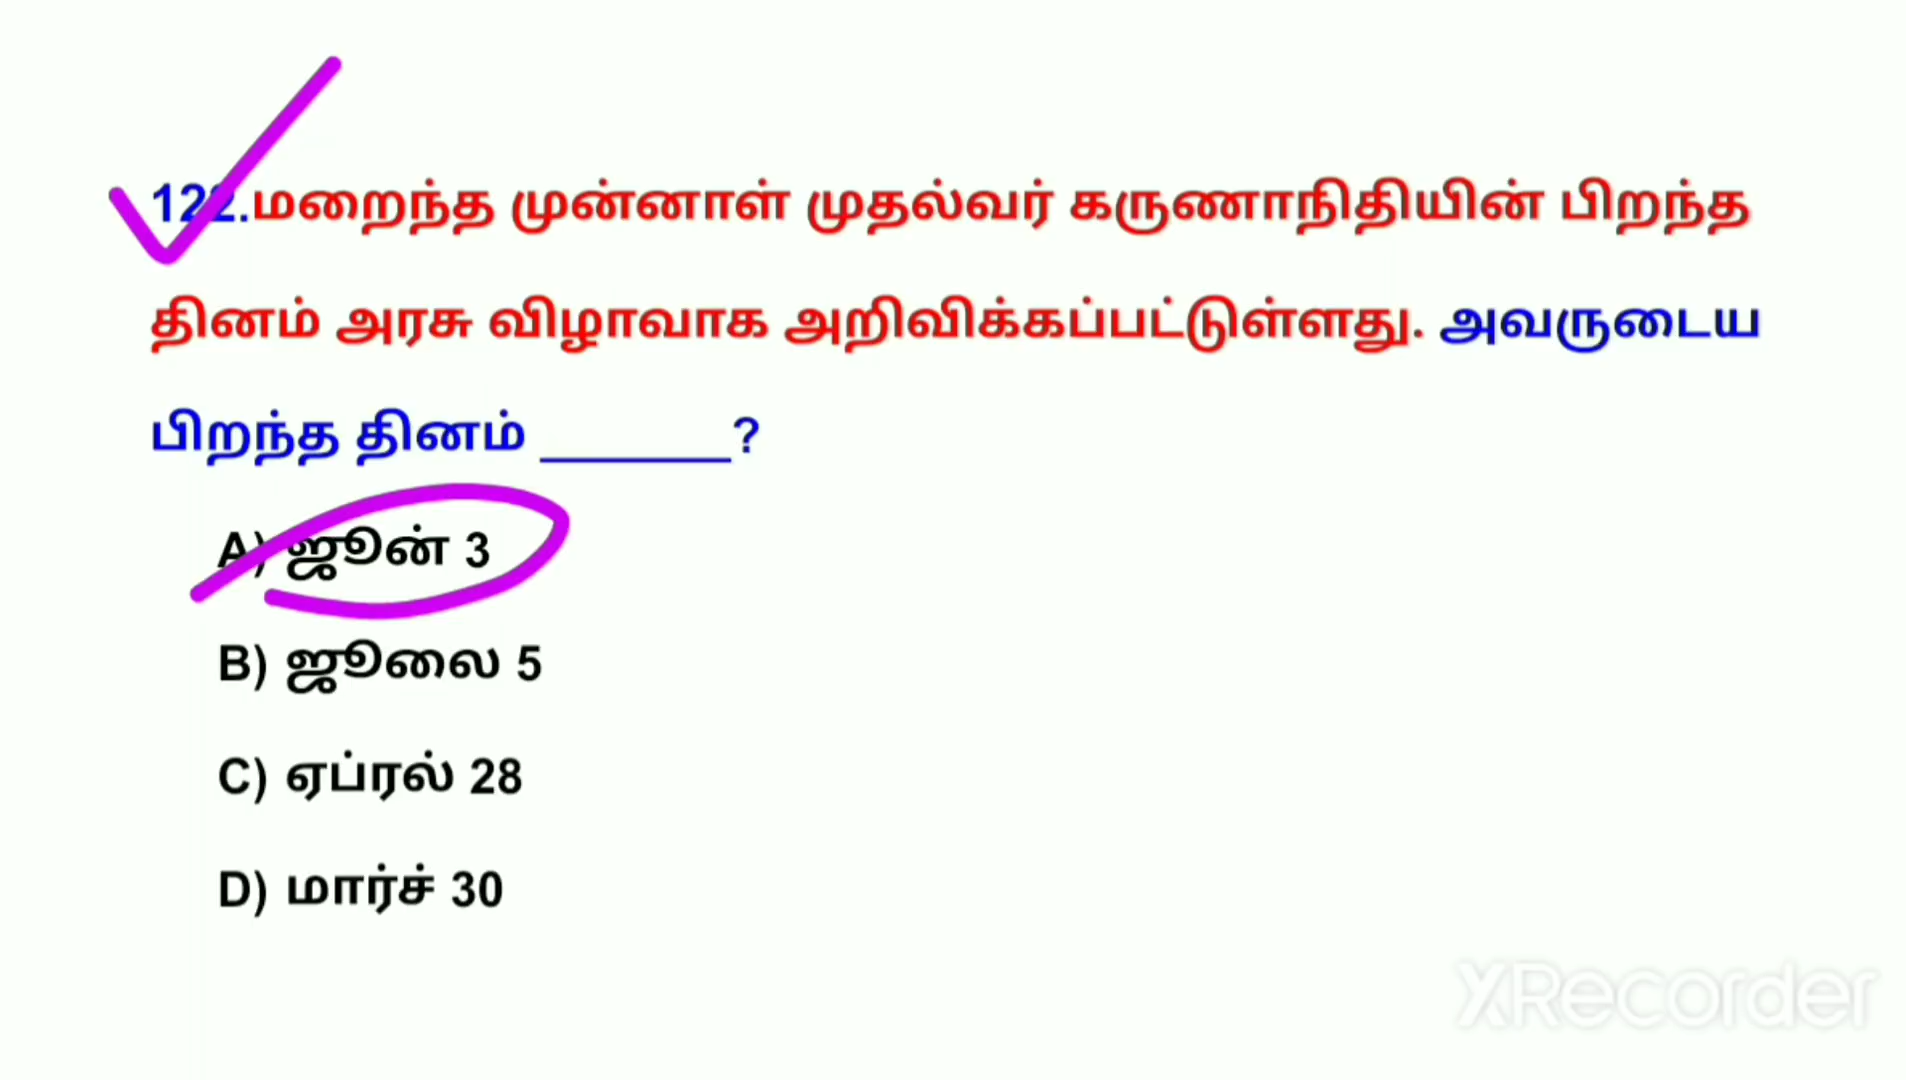 122.மறைந்த முன்னாள் முதல்வர் கருணாநிதியின் பிறந்த
தினம் அரசு விழாவாக அறிவிக்கப்பட்டுள்ளது. அவருடைய
பிறந்த தினம் _______?
A) ஜூன் 3
B) ஜூலை 5
C) ஏப்ரல் 28
D) மார்ச் 30
XRecorder